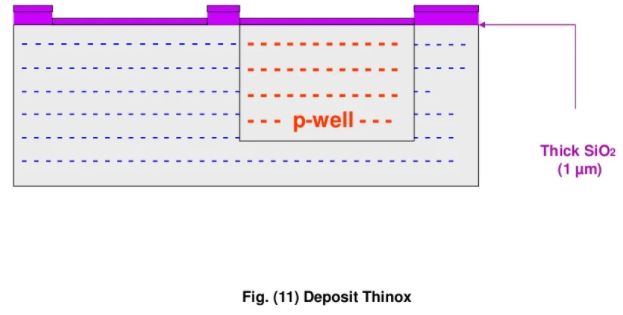 p-well
Thick SiO2
(1 µm)
Fig. (11) Deposit Thinox